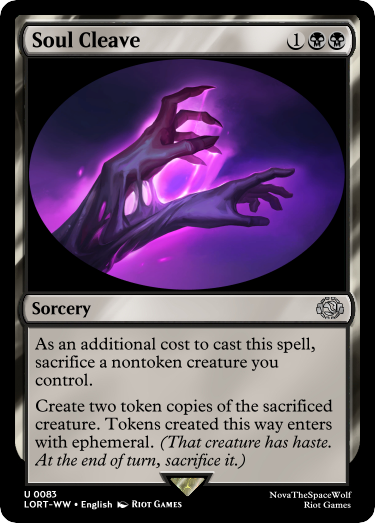 Soul Cleave 1
Sorcery
As an additional cost to cast this spell,
sacrifice a nontoken creature you
control.
Create two token copies of the sacrificed
creature. Tokens created this way enters
with ephemeral. (That creature has haste.
At the end of turn, sacrifice it.)
U 0083
LORT-WW • English RIOT GAMES
NovaTheSpaceWolf
Riot Games